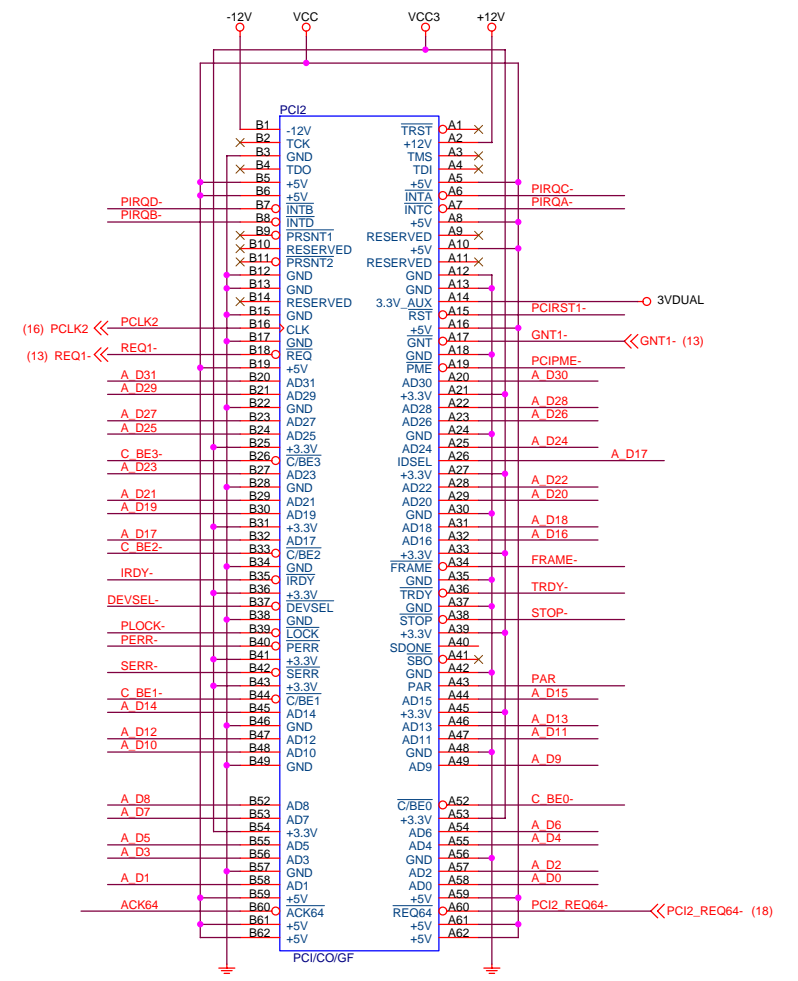 -12V VCC VCC3 +12V
PCI2
B1 -12V TRST A1
B2 TCK +12V A2
B3 GND TMS A3
B4 TDO TDI A4
B5 +5V +5V A5
B6 +5V INTA A6 PIRQC-
PIRQD- B7 INTB INTC A7 PIRQA-
PIRQB- B8 INTD +5V A8
B9 PRSNT1 RESERVED A9
B10 RESERVED +5V A10
B11 PRSNT2 RESERVED A11
B12 GND GND A12
B13 GND GND A13
B14 RESERVED 3.3V_AUX A14 3VDUAL
B15 GND RST A15 PCIRST1-
(16) PCLK2 PCLK2 B16 CLK +5V A16
B17 GND GNT A17 GNT1- GNT1- (13)
(13) REQ1- REQ1- B18 REQ GND A18
B19 +5V PME A19 PCIPME-
A_D31 B20 AD31 AD30 A20 A_D30
A_D29 B21 AD29 +3.3V A21
B22 GND AD28 A22 A_D28
A_D27 B23 AD27 AD26 A23 A_D26
A_D25 B24 AD25 GND A24
B25 +3.3V AD24 A25 A_D24
C_BE3- B26 C/BE3 IDSEL A26 A_D17
A_D23 B27 AD23 +3.3V A27
B28 GND AD22 A28 A_D22
A_D21 B29 AD21 AD20 A29 A_D20
A_D19 B30 AD19 GND A30
B31 +3.3V AD18 A31 A_D18
A_D17 B32 AD17 AD16 A32 A_D16
C_BE2- B33 C/BE2 +3.3V A33
B34 GND FRAME A34 FRAME-
IRDY- B35 IRDY GND A35
B36 +3.3V TRDY A36 TRDY-
DEVSEL- B37 DEVSEL GND A37
B38 GND STOP A38 STOP-
PLOCK- B39 LOCK +3.3V A39
PERR- B40 PERR SDONE A40
B41 +3.3V SBO A41
SERR- B42 SERR GND A42
B43 +3.3V PAR A43 PAR
C_BE1- B44 C/BE1 AD15 A44 A_D15
A_D14 B45 AD14 +3.3V A45
B46 GND AD13 A46 A_D13
A_D12 B47 AD12 AD11 A47 A_D11
A_D10 B48 AD10 GND A48
B49 GND AD9 A49 A_D9
A_D8 B52 AD8 C/BE0 A52 C_BE0-
A_D7 B53 AD7 +3.3V A53
B54 +3.3V AD6 A54 A_D6
A_D5 B55 AD5 AD4 A55 A_D4
A_D3 B56 AD3 GND A56
B57 GND AD2 A57 A_D2
A_D1 B58 AD1 AD0 A58 A_D0
B59 +5V +5V A59
ACK64 B60 ACK64 REQ64 A60 PCI2_REQ64- PCI2_REQ64- (18)
B61 +5V +5V A61
B62 +5V +5V A62
PCI/CO/GF